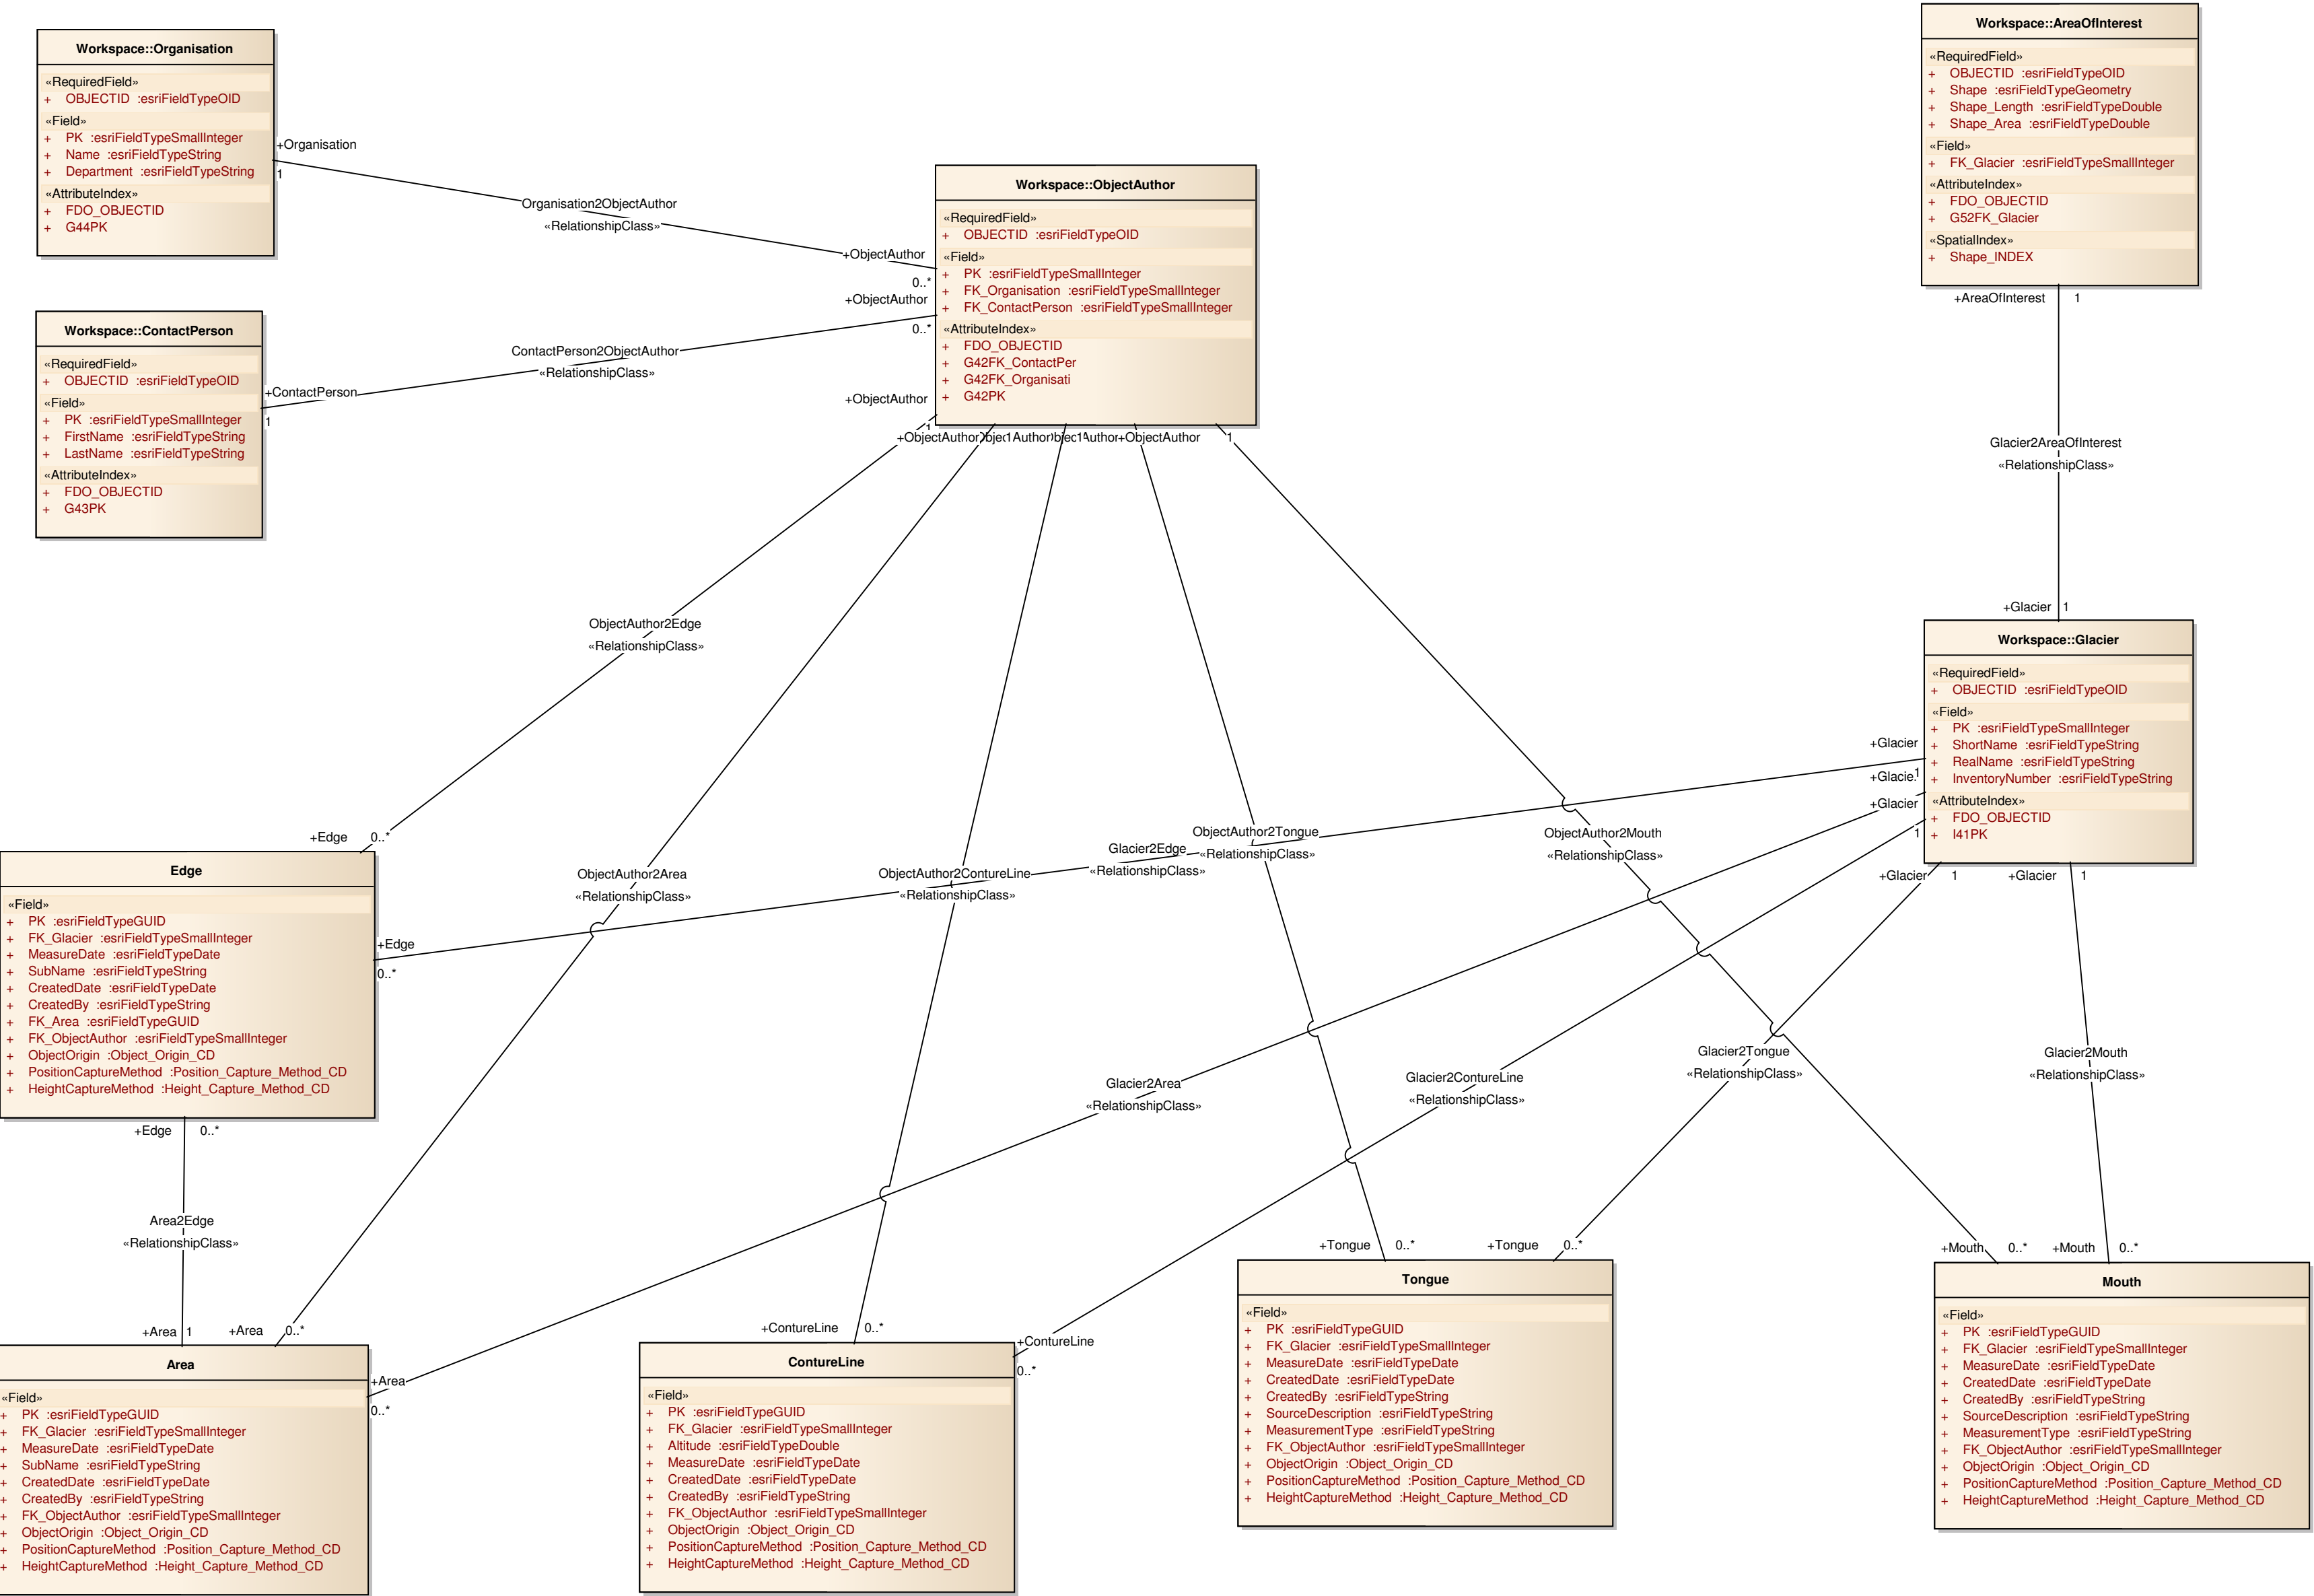 Workspace::Organisation
«RequiredField»
+ OBJECTID :esriFieldTypeOID
«Field»
+ PK :esriFieldTypeSmallInteger
+ Name :esriFieldTypeString
+ Department :esriFieldTypeString
«AttributeIndex»
+ FDO_OBJECTID
+ G44PK
+Organisation
1
Organisation2ObjectAuthor
«RelationshipClass»
+ObjectAuthor
0..*
Workspace::ContactPerson
«RequiredField»
+ OBJECTID :esriFieldTypeOID
«Field»
+ PK :esriFieldTypeSmallInteger
+ FirstName :esriFieldTypeString
+ LastName :esriFieldTypeString
«AttributeIndex»
+ FDO_OBJECTID
+ G43PK
+ContactPerson
1
ContactPerson2ObjectAuthor
«RelationshipClass»
+ObjectAuthor
0..*
Workspace::ObjectAuthor
«RequiredField»
+ OBJECTID :esriFieldTypeOID
«Field»
+ PK :esriFieldTypeSmallInteger
+ FK_Organisation :esriFieldTypeSmallInteger
+ FK_ContactPerson :esriFieldTypeSmallInteger
«AttributeIndex»
+ FDO_OBJECTID
+ G42FK_ContactPer
+ G42FK_Organisati
+ G42PK
+ObjectAuthor
1
+ObjectAuthor
1
Author
1
Author
+ObjectAuthor
1
Workspace::AreaOfInterest
«RequiredField»
+ OBJECTID :esriFieldTypeOID
+ Shape :esriFieldTypeGeometry
+ Shape_Length :esriFieldTypeDouble
+ Shape_Area :esriFieldTypeDouble
«Field»
+ FK_Glacier :esriFieldTypeSmallInteger
«AttributeIndex»
+ FDO_OBJECTID
+ G52FK_Glacier
«SpatialIndex»
+ Shape_INDEX
+AreaOfInterest 1
Glacier2AreaOfInterest
«RelationshipClass»
+Glacier 1
Workspace::Glacier
«RequiredField»
+ OBJECTID :esriFieldTypeOID
«Field»
+ PK :esriFieldTypeSmallInteger
+ ShortName :esriFieldTypeString
+ RealName :esriFieldTypeString
+ InventoryNumber :esriFieldTypeString
«AttributeIndex»
+ FDO_OBJECTID
+ I41PK
+Glacier
1
+Glacie
+Glacier
1
+Glacier 1
+Glacier 1
ObjectAuthor2Edge
«RelationshipClass»
+Edge 0..*
ObjectAuthor2Area
«RelationshipClass»
ObjectAuthor2ContureLine
«RelationshipClass»
Glacier2Edge
«RelationshipClass»
ObjectAuthor2Tongue
«RelationshipClass»
ObjectAuthor2Mouth
«RelationshipClass»
Edge
«Field»
+ PK :esriFieldTypeGUID
+ FK_Glacier :esriFieldTypeSmallInteger
+ MeasureDate :esriFieldTypeDate
+ SubName :esriFieldTypeString
+ CreatedDate :esriFieldTypeDate
+ CreatedBy :esriFieldTypeString
+ FK_Area :esriFieldTypeGUID
+ FK_ObjectAuthor :esriFieldTypeSmallInteger
+ ObjectOrigin :Object_Origin_CD
+ PositionCaptureMethod :Position_Capture_Method_CD
+ HeightCaptureMethod :Height_Capture_Method_CD
+Edge
0..*
+Edge 0..*
Area2Edge
«RelationshipClass»
+Area 1
+Area 0..*
Glacier2Area
«RelationshipClass»
Glacier2ContureLine
«RelationshipClass»
Glacier2Tongue
«RelationshipClass»
Glacier2Mouth
«RelationshipClass»
Area
«Field»
+ PK :esriFieldTypeGUID
+ FK_Glacier :esriFieldTypeSmallInteger
+ MeasureDate :esriFieldTypeDate
+ SubName :esriFieldTypeString
+ CreatedDate :esriFieldTypeDate
+ CreatedBy :esriFieldTypeString
+ FK_ObjectAuthor :esriFieldTypeSmallInteger
+ ObjectOrigin :Object_Origin_CD
+ PositionCaptureMethod :Position_Capture_Method_CD
+ HeightCaptureMethod :Height_Capture_Method_CD
+Area
0..*
+ContureLine 0..*
ContureLine
«Field»
+ PK :esriFieldTypeGUID
+ FK_Glacier :esriFieldTypeSmallInteger
+ Altitude :esriFieldTypeDouble
+ MeasureDate :esriFieldTypeDate
+ CreatedDate :esriFieldTypeDate
+ CreatedBy :esriFieldTypeString
+ FK_ObjectAuthor :esriFieldTypeSmallInteger
+ ObjectOrigin :Object_Origin_CD
+ PositionCaptureMethod :Position_Capture_Method_CD
+ HeightCaptureMethod :Height_Capture_Method_CD
+ContureLine
0..*
+Tongue 0..*
+Tongue 0..*
Tongue
«Field»
+ PK :esriFieldTypeGUID
+ FK_Glacier :esriFieldTypeSmallInteger
+ MeasureDate :esriFieldTypeDate
+ CreatedDate :esriFieldTypeDate
+ CreatedBy :esriFieldTypeString
+ SourceDescription :esriFieldTypeString
+ MeasurementType :esriFieldTypeString
+ FK_ObjectAuthor :esriFieldTypeSmallInteger
+ ObjectOrigin :Object_Origin_CD
+ PositionCaptureMethod :Position_Capture_Method_CD
+ HeightCaptureMethod :Height_Capture_Method_CD
+Mouth 0..*
+Mouth 0..*
Mouth
«Field»
+ PK :esriFieldTypeGUID
+ FK_Glacier :esriFieldTypeSmallInteger
+ MeasureDate :esriFieldTypeDate
+ CreatedDate :esriFieldTypeDate
+ CreatedBy :esriFieldTypeString
+ SourceDescription :esriFieldTypeString
+ MeasurementType :esriFieldTypeString
+ FK_ObjectAuthor :esriFieldTypeSmallInteger
+ ObjectOrigin :Object_Origin_CD
+ PositionCaptureMethod :Position_Capture_Method_CD
+ HeightCaptureMethod :Height_Capture_Method_CD